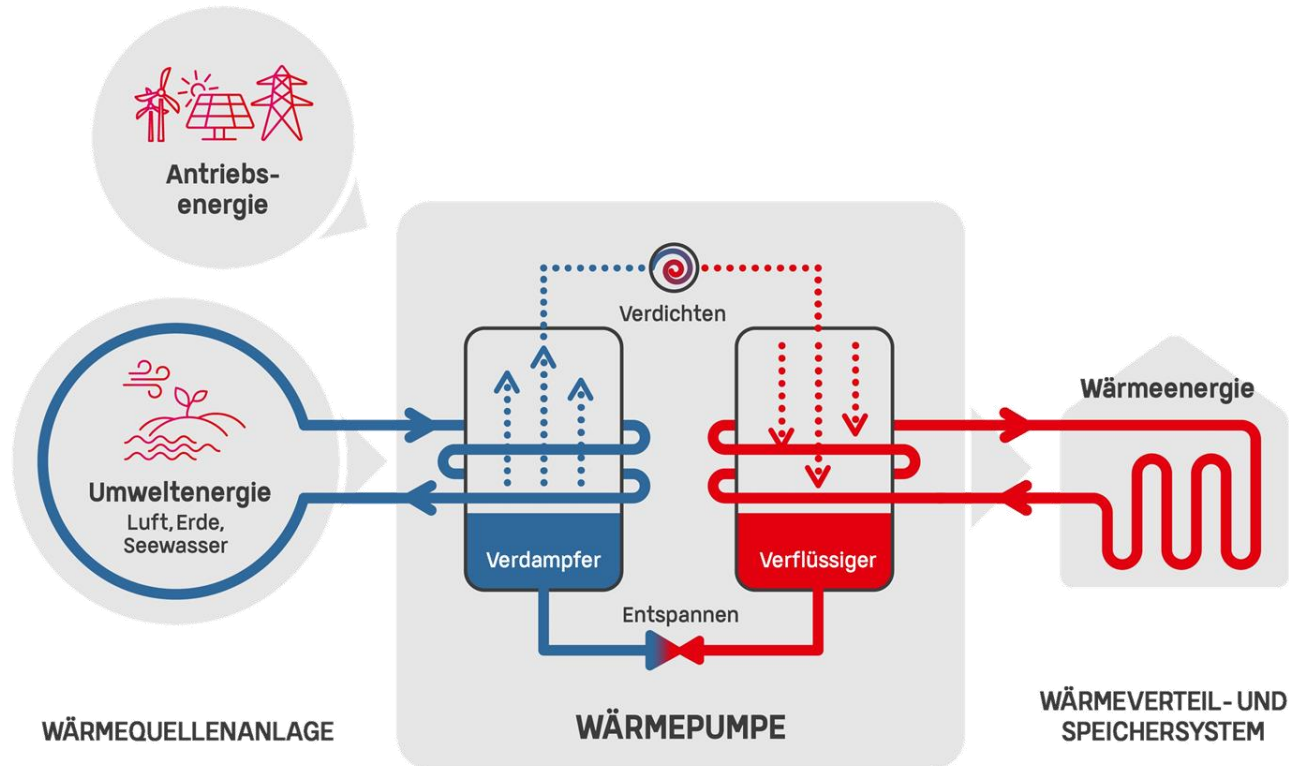 Antriebs-
energie
Verdichten
Wärmeenergie
Umweltenergie
Luft, Erde,
Seewasser
Verdampfer
Verflüssiger
Entspannen
WÄRMEQUELLENANLAGE
WÄRMEPUMPE
WÄRMEVERTEIL- UND
SPEICHERSYSTEM